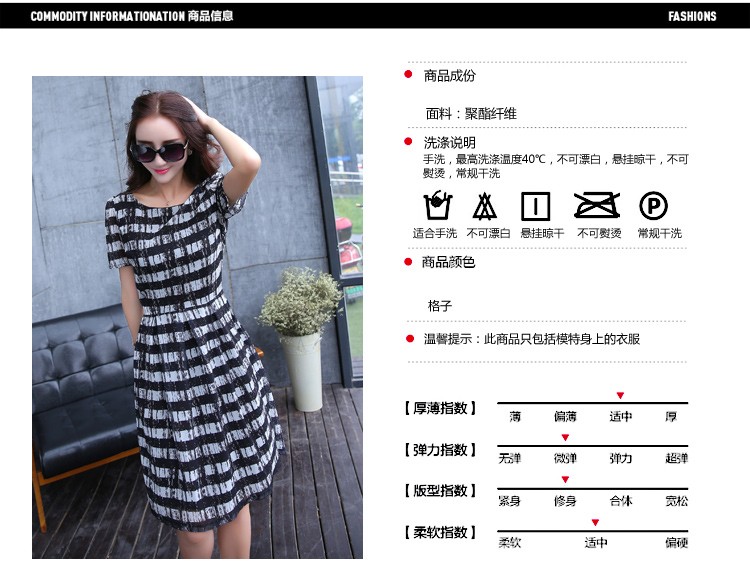 COMMODITY INFORMATIONATION 商品信息
FASHIONS
商品成份
面料：聚酯纤维
洗涤说明
手洗，最高洗涤温度40℃，不可漂白，悬挂晾干，不可
熨烫，常规干洗
P
适合手洗 不可漂白 悬挂晾干 不可熨烫 常规干洗
商品颜色
格子
温馨提示：此商品只包括模特身上的衣服
【厚薄指数】
薄 偏薄 适中 厚
【弹力指数】
无弹 微弹 弹力 超弹
【版型指数】
紧身 修身 合体 宽松
【柔软指数】
柔软 适中 偏硬